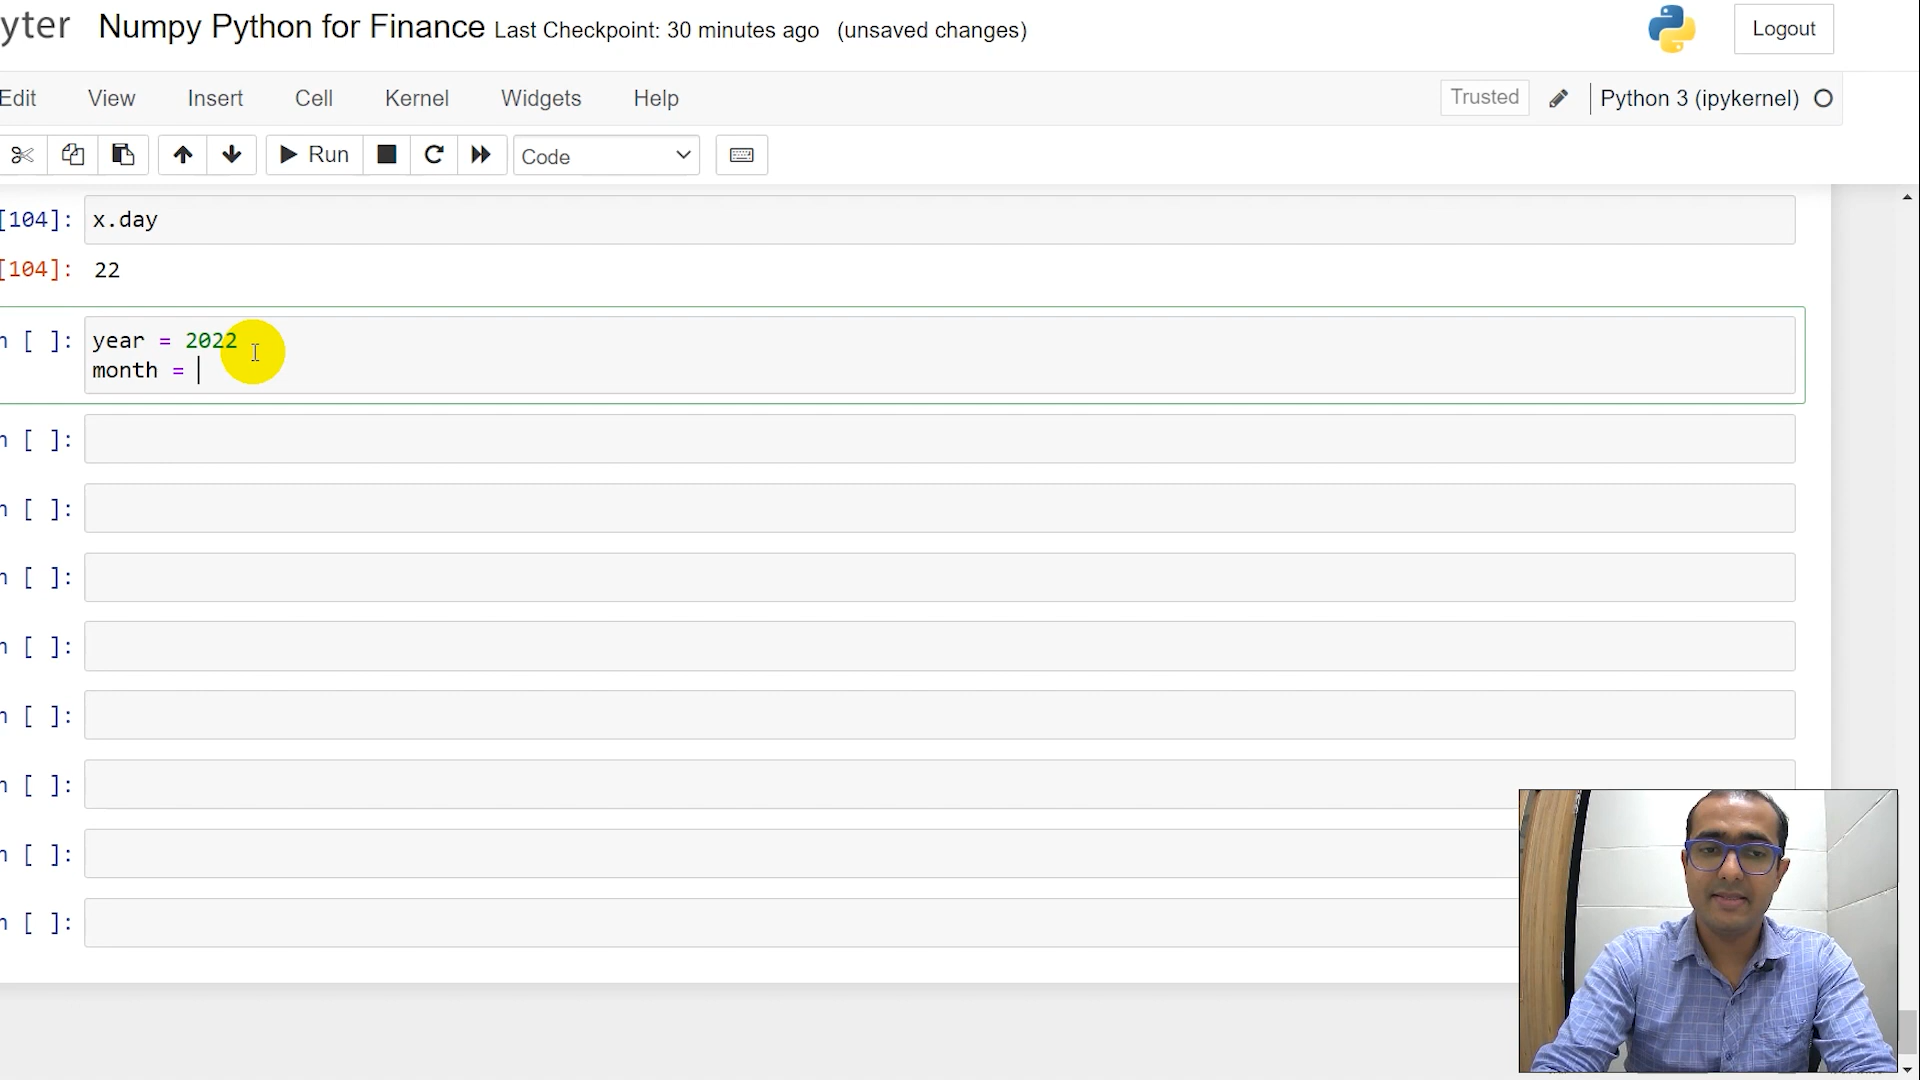 yter Numpy Python for Finance Last Checkpoint: 30 minutes ago (unsaved changes) Logout
Edit View Insert Cell Kernel Widgets Help Trusted Python 3 (ipykernel)
Run Code
[104]: x.day
[104]: 22
n [ ]: year = 2022
month =
n [ ]:
n [ ]:
n [ ]:
n [ ]:
n [ ]:
n [ ]:
n [ ]:
n [ ]: